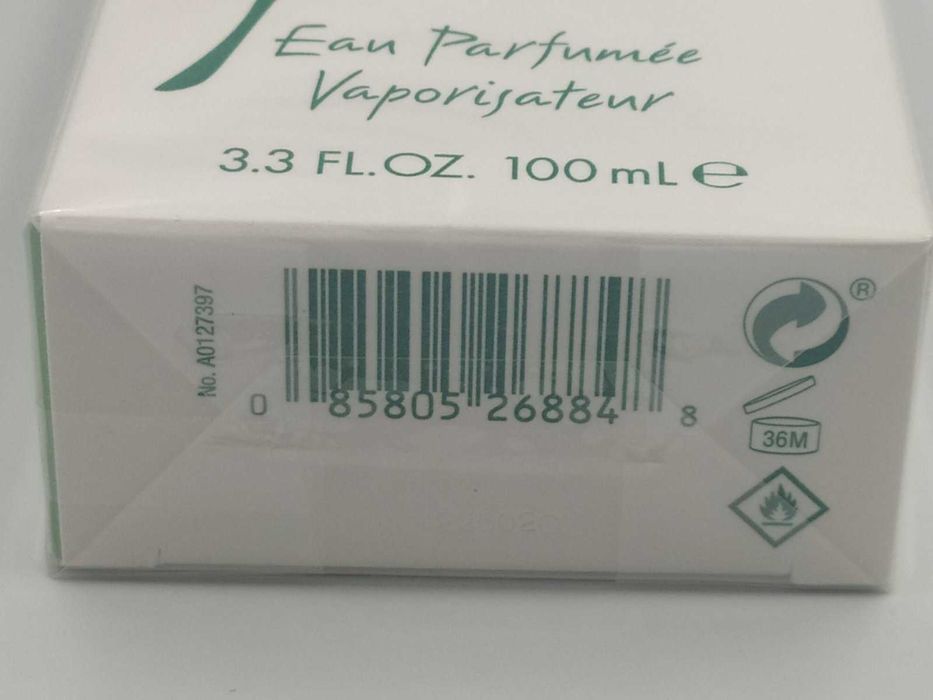 Eau Parfumée
Vaporisateur
3.3 FL.OZ. 100 mL ℮
No. A0127397
0 85805 26884 8
®
36M